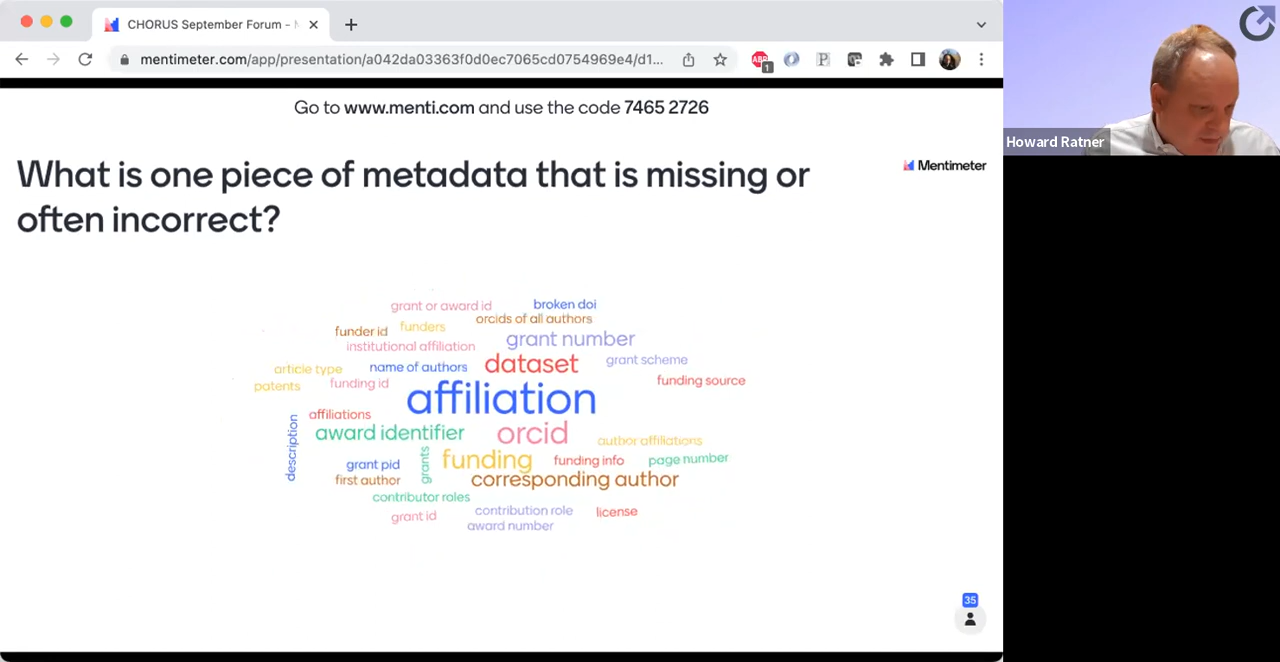 CHORUS September Forum - M
mentimeter.com/app/presentation/a042da03363f0d0ec7065cd0754969e4/d1...
ABP
1
P
Go to www.menti.com and use the code 7465 2726
What is one piece of metadata that is missing or
often incorrect?
Mentimeter
Howard Ratner
grant or award id
broken doi
orcids of all authors
funder id
funders
grant number
institutional affiliation
dataset
grant scheme
article type
name of authors
funding source
patents
funding id
affiliation
affiliations
award identifier
orcid
author affiliations
description
grants
funding
funding info
page number
grant pid
first author
corresponding author
contributor roles
contribution role
license
grant id
award number
35